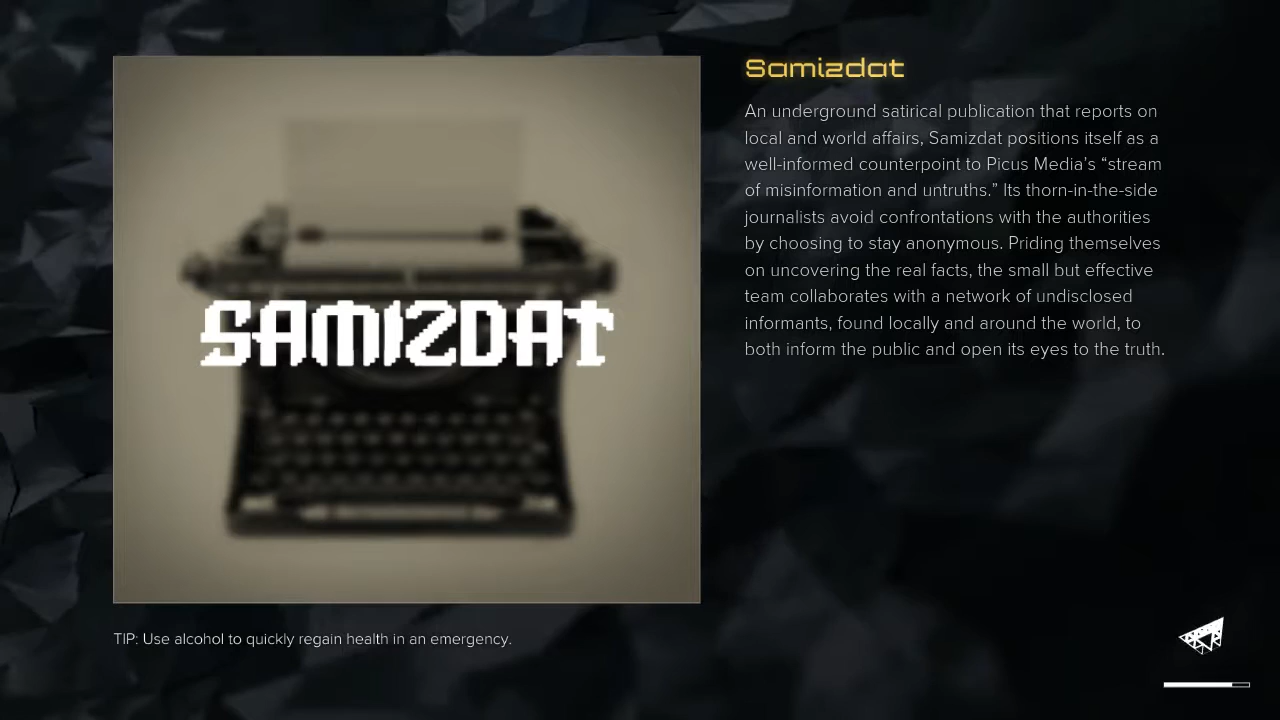 Samizdat
An underground satirical publication that reports on
local and world affairs, Samizdat positions itself as a
well-informed counterpoint to Picus Media's “stream
of misinformation and untruths.” Its thorn-in-the-side
journalists avoid confrontations with the authorities
by choosing to stay anonymous. Priding themselves
on uncovering the real facts, the small but effective
team collaborates with a network of undisclosed
informants, found locally and around the world, to
both inform the public and open its eyes to the truth.
SAMIZDAT
TIP: Use alcohol to quickly regain health in an emergency.